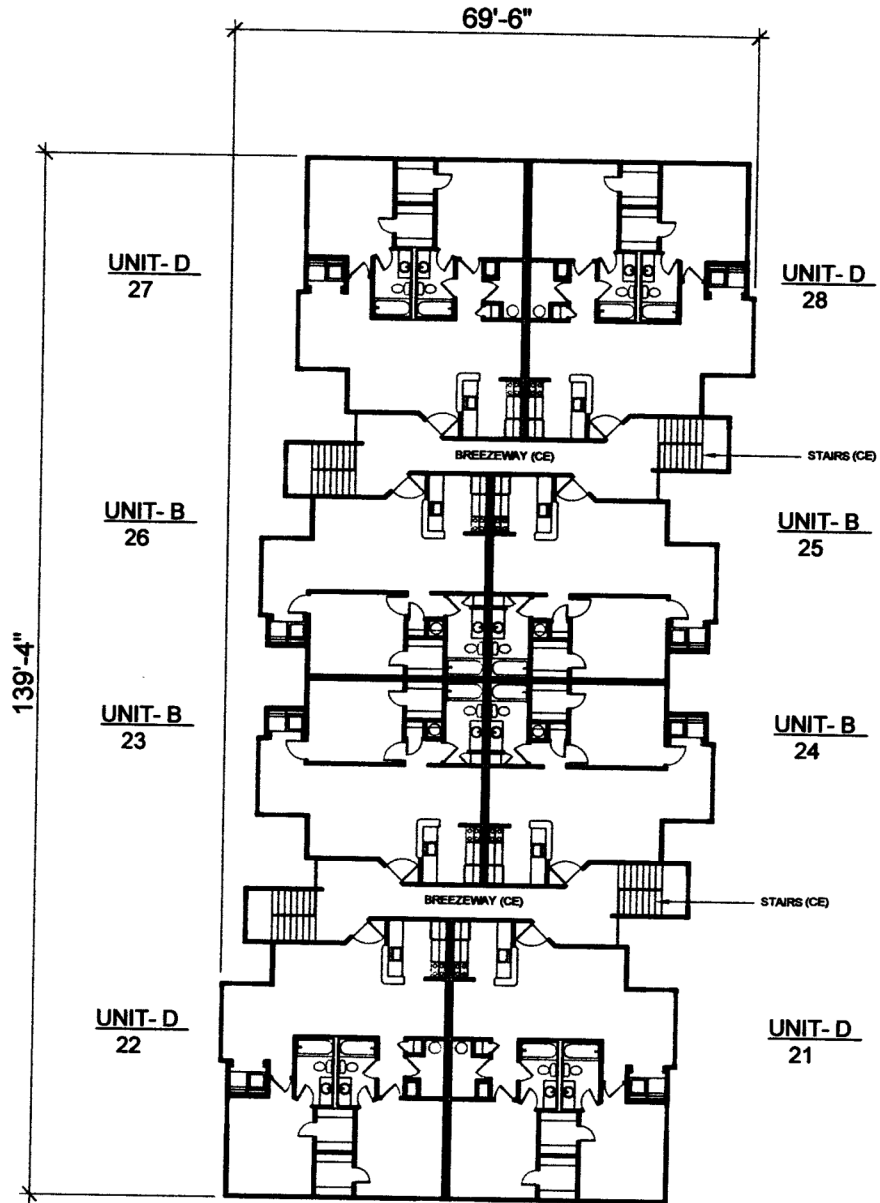 69'-6"
UNIT- D
27
UNIT- D
28
BREEZEWAY (CE)
STAIRS (CE)
UNIT- B
26
UNIT- B
25
139'-4"
UNIT- B
23
UNIT- B
24
BREEZEWAY (CE)
STAIRS (CE)
UNIT- D
22
UNIT- D
21